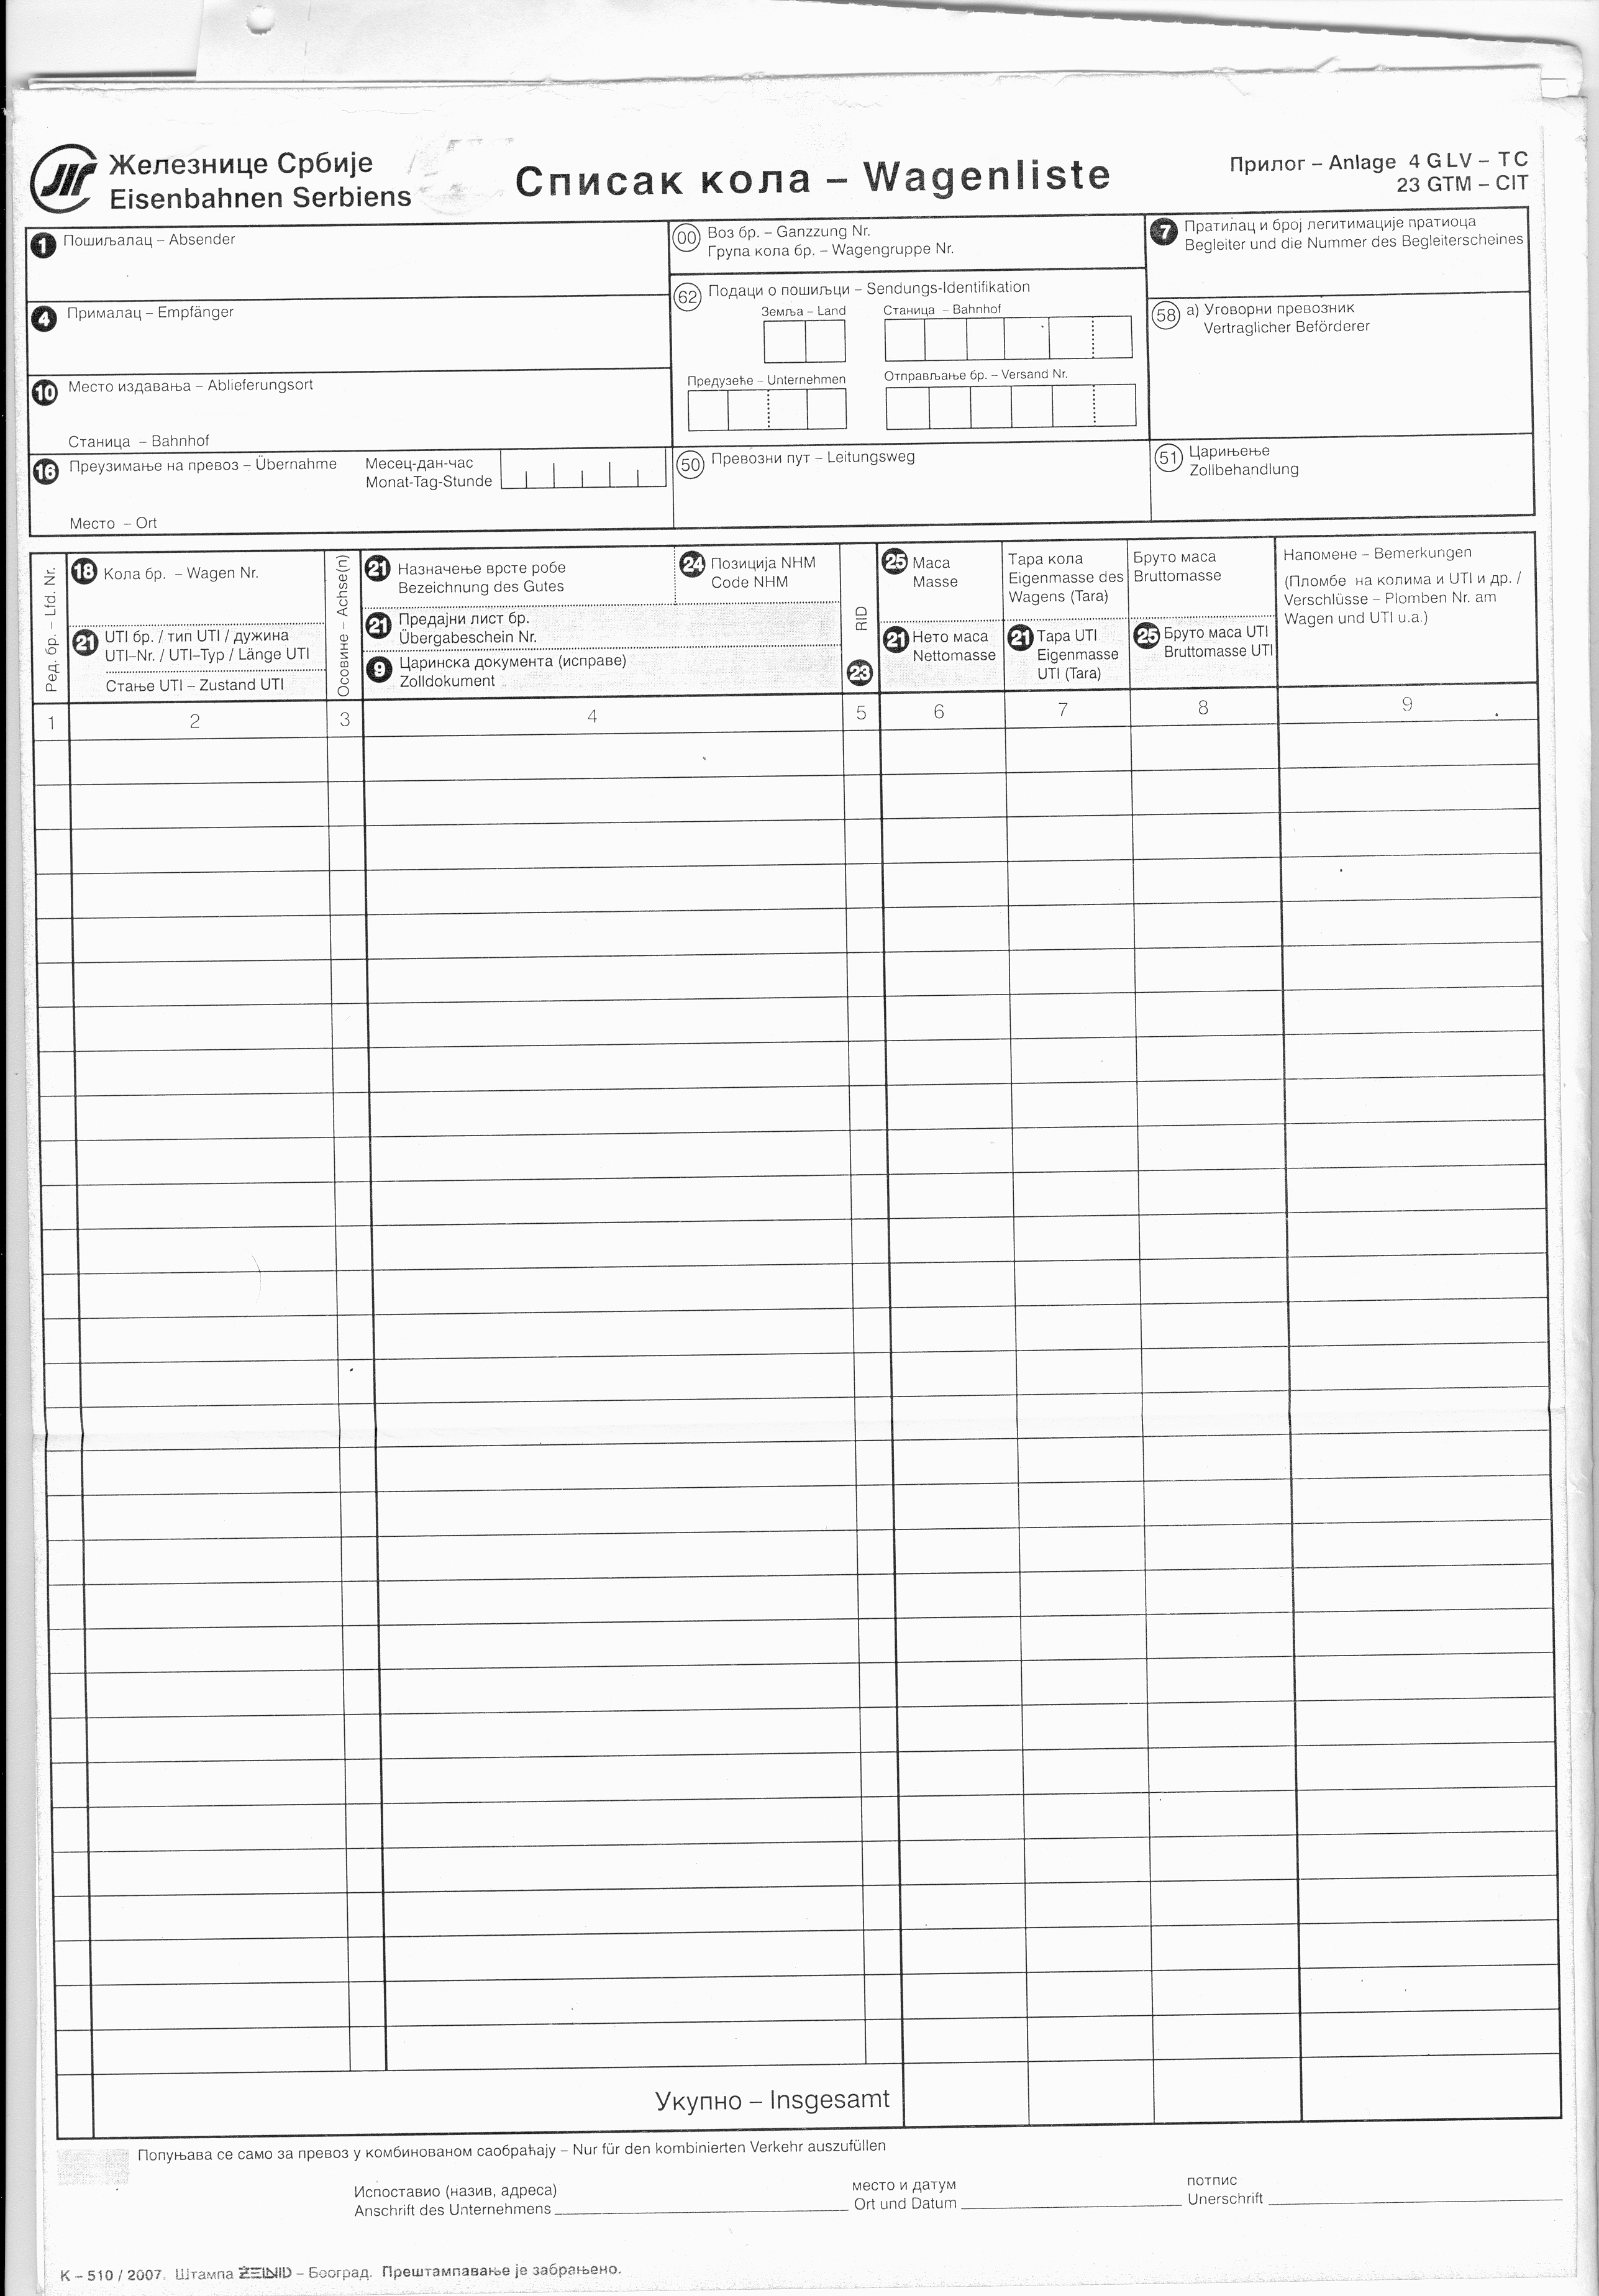 Железнице Србије
Eisenbahnen Serbiens
Списак кола – Wagenliste
Прилог – Anlage 4 GLV – TC
23 GTM – CIT
1 Пошиљалац – Absender
4 Прималац – Empfänger
10 Место издавања – Ablieferungsort
Станица – Bahnhof
16 Преузимање на превоз – Übernahme
Месец-дан-час
Monat-Tag-Stunde
Место – Ort
00 Воз бр. – Ganzzung Nr.
Група кола бр. – Wagengruppe Nr.
62 Подаци о пошиљци – Sendungs-Identifikation
Земља – Land
Станица – Bahnhof
Предузеће – Unternehmen
Отправљање бр. – Versand Nr.
50 Превозни пут – Leitungsweg
7 Пратилац и број легитимације пратиоца
Begleiter und die Nummer des Begleiterscheines
58 а) Уговорни превозник
Vertraglicher Beförderer
51 Царињење
Zollbehandlung
Ред. бр. – Lfd. Nr.
18 Кола бр. – Wagen Nr.
21 UTI бр. / тип UTI / дужина
UTI–Nr. / UTI–Typ / Länge UTI
Стање UTI – Zustand UTI
Осовине – Achse(n)
21 Назначење врсте робе
Bezeichnung des Gutes
24 Позиција NHM
Code NHM
21 Предајни лист бр.
Übergabeschein Nr.
9 Царинска документа (исправе)
Zolldokument
RID
23
25 Маса
Masse
21 Нето маса
Nettomasse
Тара кола
Eigenmasse des
Wagens (Tara)
21 Тара UTI
Eigenmasse
UTI (Tara)
Бруто маса
Bruttomasse
25 Бруто маса UTI
Bruttomasse UTI
Напомене – Bemerkungen
(Пломбе на колима и UTI и др. /
Verschlüsse – Plomben Nr. am
Wagen und UTI u.a.)
1 2 3 4 5 6 7 8 9
Укупно – Insgesamt
Попуњава се само за превоз у комбинованом саобраћају – Nur für den kombinierten Verkehr auszufüllen
Испоставио (назив, адреса)
Anschrift des Unternehmens
место и датум
Ort und Datum
потпис
Unerschrift
K – 510 / 2007. Штампа ŽELNID – Београд. Прештампавање је забрањено.